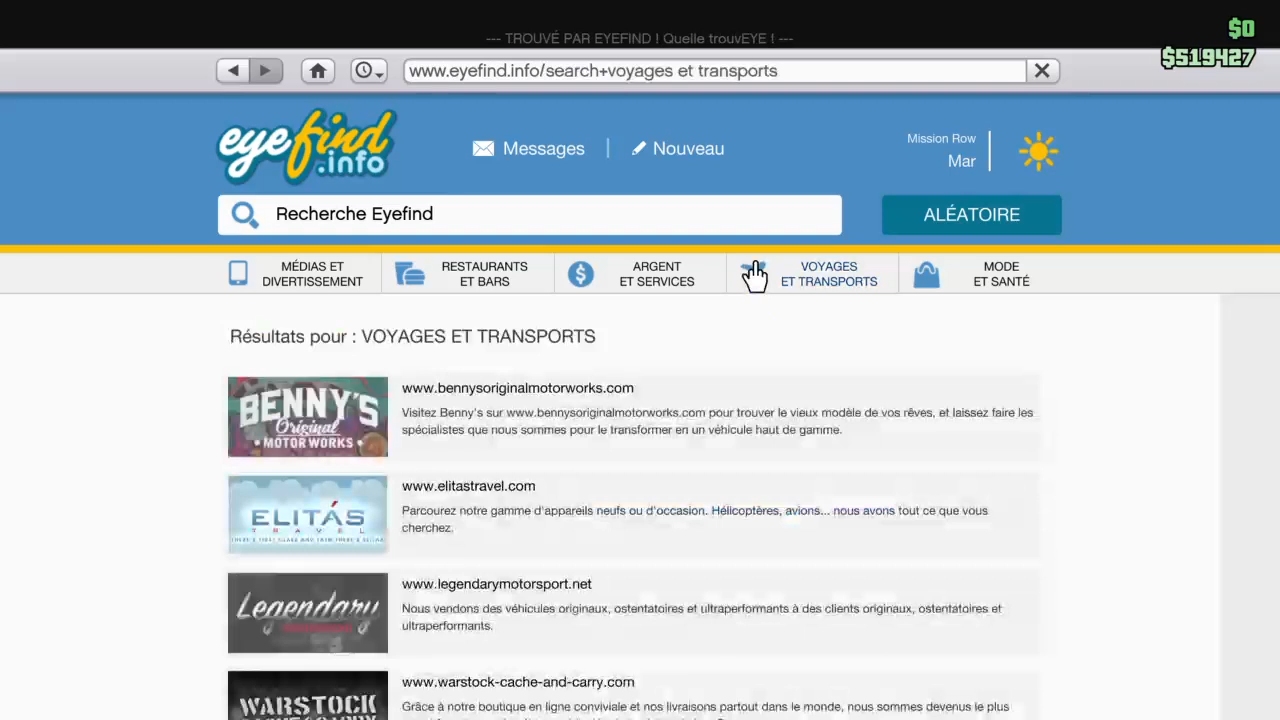 --- TROUVÉ PAR EYEFIND ! Quelle trouvEYE ! ---
$0
$519427
www.eyefind.info/search+voyages et transports
eyefind
.info
Messages
Nouveau
Mission Row
Mar
Recherche Eyefind
ALÉATOIRE
MÉDIAS ET
DIVERTISSEMENT
RESTAURANTS
ET BARS
ARGENT
ET SERVICES
VOYAGES
ET TRANSPORTS
MODE
ET SANTÉ
Résultats pour : VOYAGES ET TRANSPORTS
BENNY'S
Original
MOTOR WORKS
www.bennysoriginalmotorworks.com
Visitez Benny's sur www.bennysoriginalmotorworks.com pour trouver le vieux modèle de vos rêves, et laissez faire les
spécialistes que nous sommes pour le transformer en un véhicule haut de gamme.
ELITÁS
TRAVEL
www.elitastravel.com
Parcourez notre gamme d'appareils neufs ou d'occasion. Hélicoptères, avions... nous avons tout ce que vous
cherchez.
Legendary
www.legendarymotorsport.net
Nous vendons des véhicules originaux, ostentatoires et ultraperformants à des clients originaux, ostentatoires et
ultraperformants.
WARSTOCK
www.warstock-cache-and-carry.com
Grâce à notre boutique en ligne conviviale et nos livraisons partout dans le monde, nous sommes devenus le plus